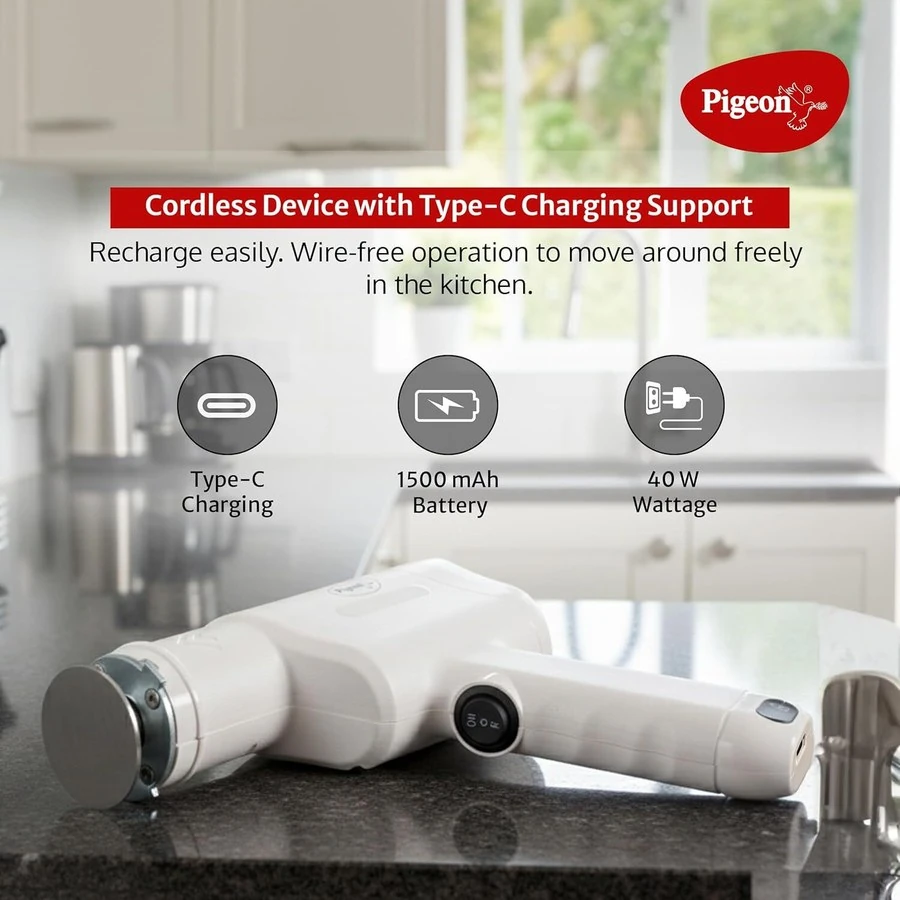 Pigeon®
Cordless Device with Type-C Charging Support
Recharge easily. Wire-free operation to move around freely
in the kitchen.
Type-C
Charging
1500 mAh
Battery
40 W
Wattage